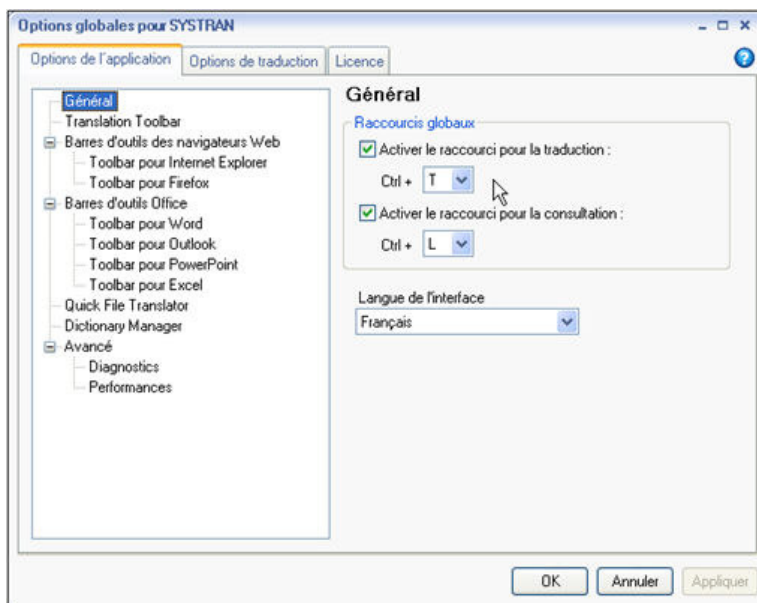 Options globales pour SYSTRAN
Options de l'application Options de traduction Licence
Général
Translation Toolbar
Barres d'outils des navigateurs Web
Toolbar pour Internet Explorer
Toolbar pour Firefox
Barres d'outils Office
Toolbar pour Word
Toolbar pour Outlook
Toolbar pour PowerPoint
Toolbar pour Excel
Quick File Translator
Dictionary Manager
Avancé
Diagnostics
Performances
Général
Raccourcis globaux
Activer le raccourci pour la traduction :
Ctrl + T
Activer le raccourci pour la consultation :
Ctrl + L
Langue de l'interface
Français
OK Annuler Appliquer